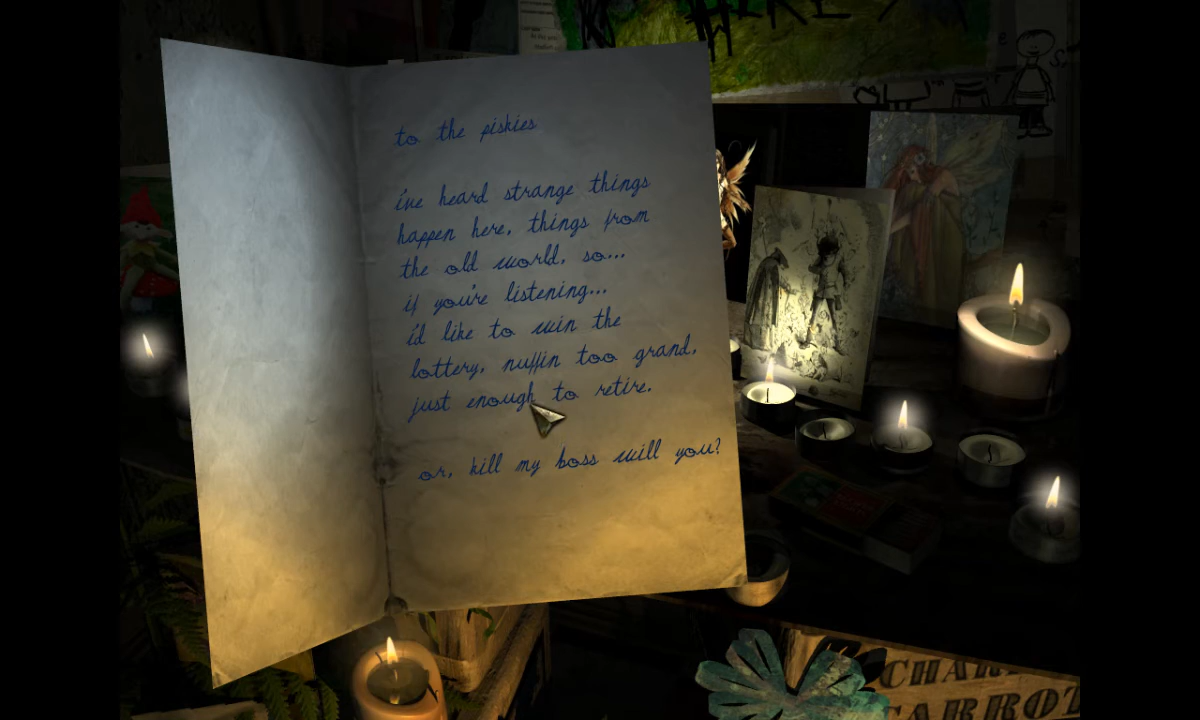 to the piskies
i've heard strange things
happen here, things from
the old world, so...
if you're listening...
i'd like to win the
lottery, nuffin too grand,
just enough to retire.
or, kill my boss will you?